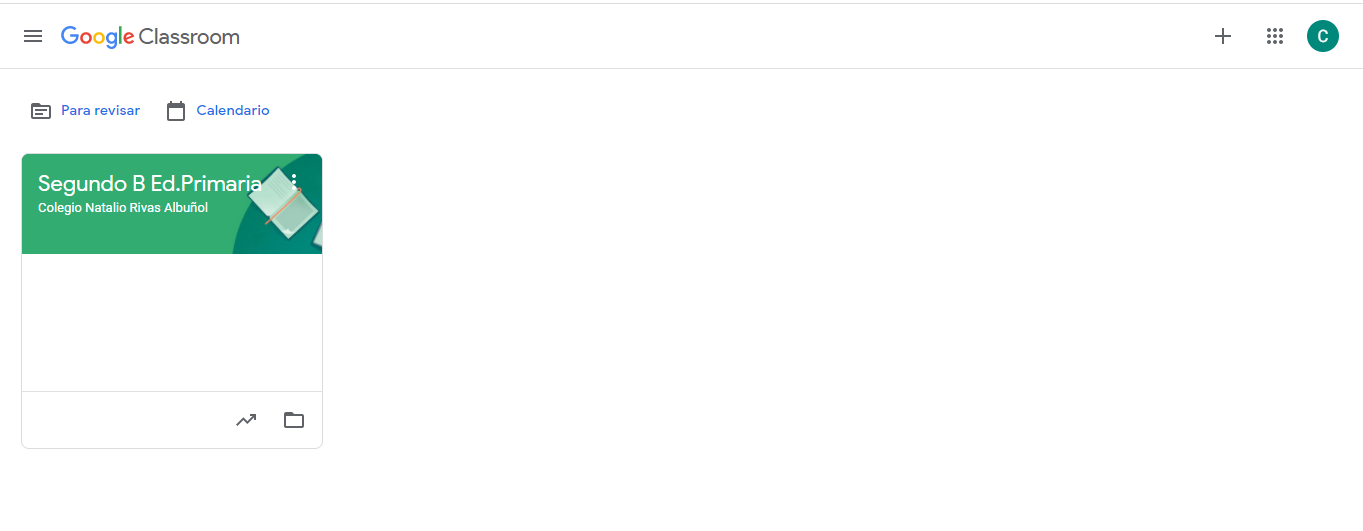 Google Classroom
C
Para revisar
Calendario
Segundo B Ed.Primaria
Colegio Natalio Rivas Albuñol